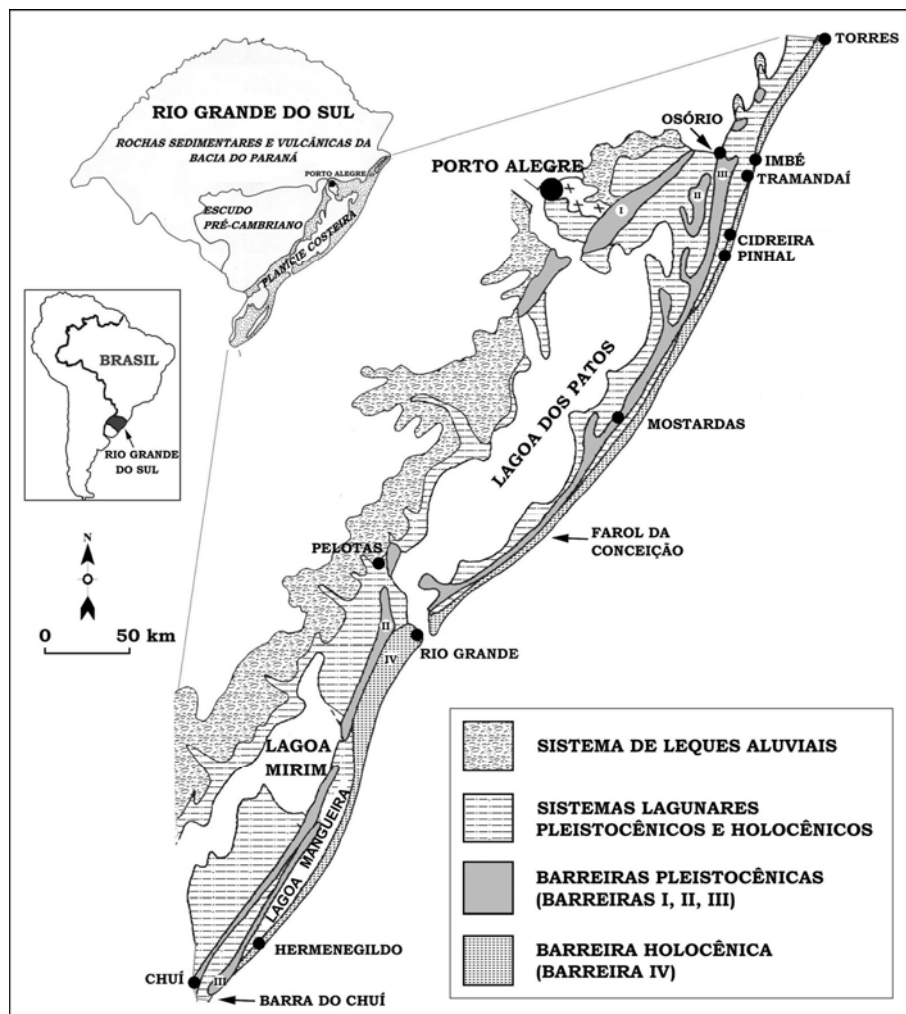 RIO GRANDE DO SUL
ROCHAS SEDIMENTARES E VULCÂNICAS DA
BACIA DO PARANÁ
PORTO ALEGRE
ESCUDO
PRÉ-CAMBRIANO
PLANÍCIE COSTEIRA
BRASIL
RIO GRANDE
DO SUL
N
0 50 km
TORRES
OSÓRIO
IMBÉ
TRAMANDAÍ
PORTO ALEGRE
I
II
III
CIDREIRA
PINHAL
LAGOA DOS PATOS
MOSTARDAS
FAROL DA
CONCEIÇÃO
PELOTAS
II
IV
RIO GRANDE
LAGOA
MIRIM
LAGOA MANGUEIRA
HERMENEGILDO
CHUÍ
III
BARRA DO CHUÍ
SISTEMA DE LEQUES ALUVIAIS
SISTEMAS LAGUNARES
PLEISTOCÊNICOS E HOLOCÊNICOS
BARREIRAS PLEISTOCÊNICAS
(BARREIRAS I, II, III)
BARREIRA HOLOCÊNICA
(BARREIRA IV)